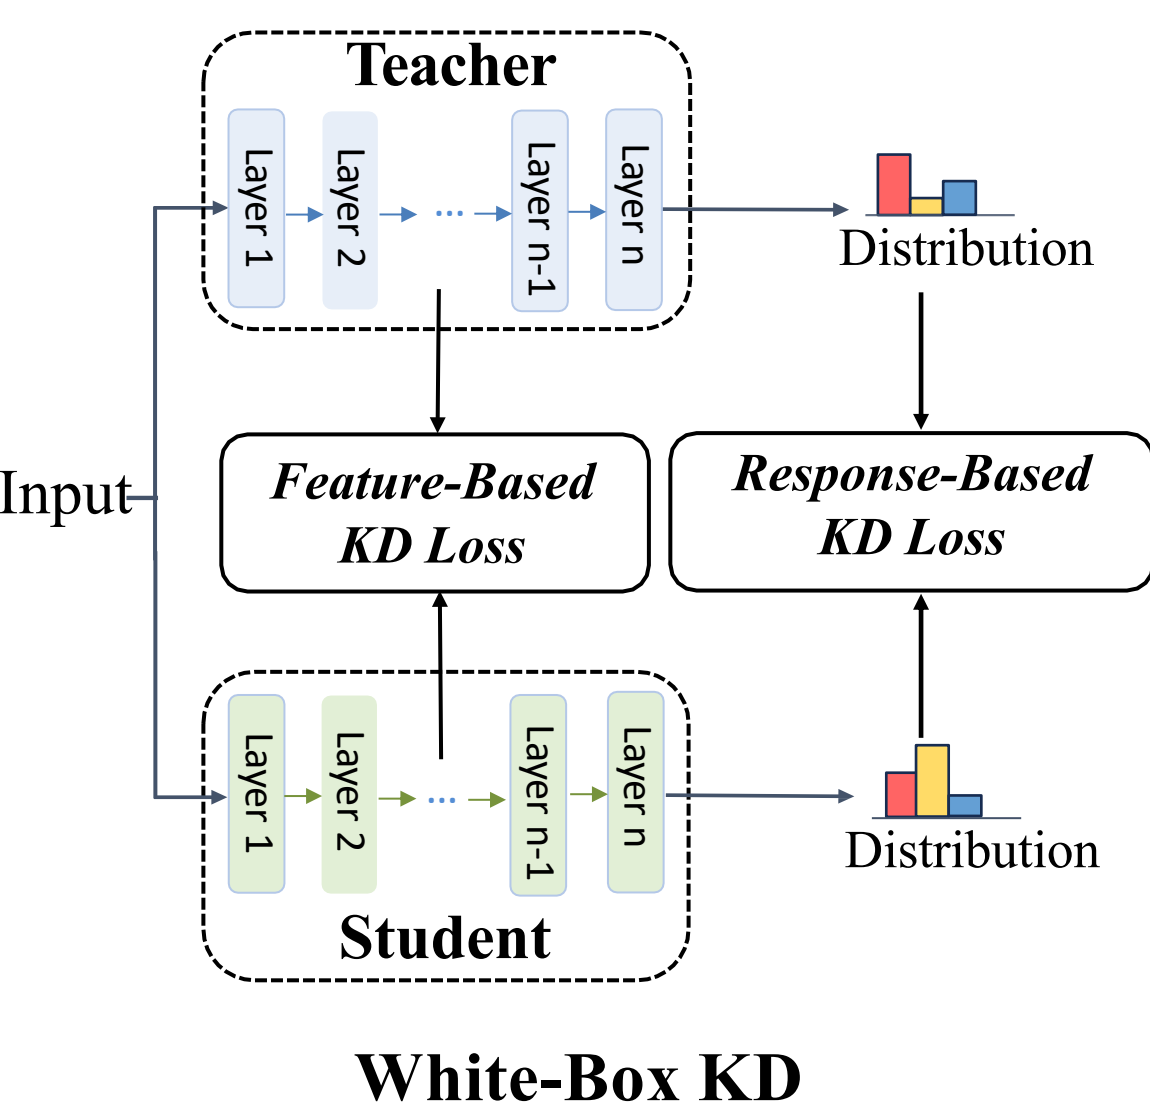 Teacher
Layer 1
Layer 2
...
Layer n-1
Layer n
Distribution
Input
Feature-Based
KD Loss
Response-Based
KD Loss
Layer 1
Layer 2
...
Layer n-1
Layer n
Distribution
Student
White-Box KD